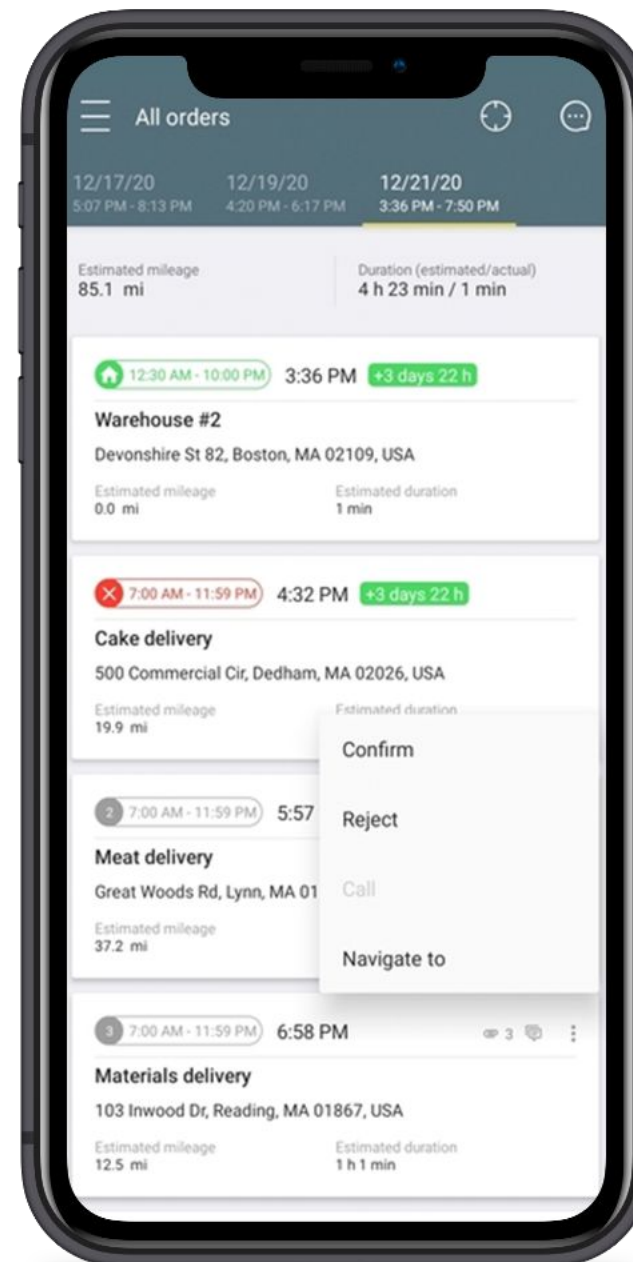 All orders
12/17/20 12/19/20 12/21/20
5:07 PM - 8:13 PM 4:20 PM - 6:17 PM 3:36 PM - 7:50 PM
Estimated mileage Duration (estimated/actual)
85.1 mi 4 h 23 min / 1 min
12:30 AM - 10:00 PM 3:36 PM +3 days 22 h
Warehouse #2
Devonshire St 82, Boston, MA 02109, USA
Estimated mileage Estimated duration
0.0 mi 1 min
7:00 AM - 11:59 PM 4:32 PM +3 days 22 h
Cake delivery
500 Commercial Cir, Dedham, MA 02026, USA
Estimated mileage Estimated duration
19.9 mi
Confirm
2 7:00 AM - 11:59 PM 5:57
Reject
Meat delivery
Great Woods Rd, Lynn, MA 01
Call
Estimated mileage
37.2 mi
Navigate to
3 7:00 AM - 11:59 PM 6:58 PM 3
Materials delivery
103 Inwood Dr, Reading, MA 01867, USA
Estimated mileage Estimated duration
12.5 mi 1 h 1 min